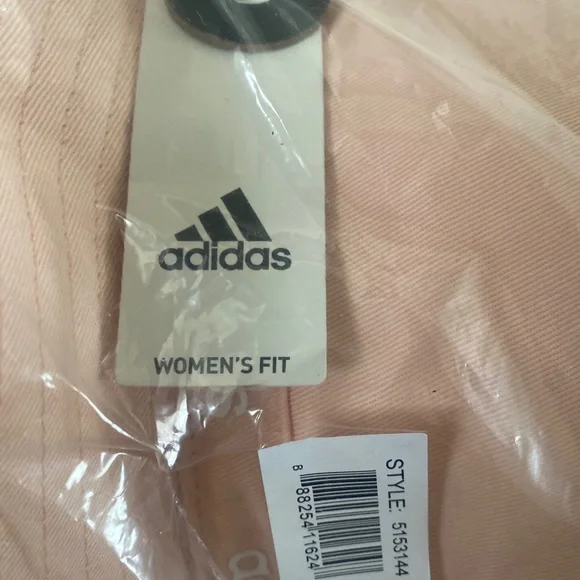 adidas
WOMEN'S FIT
STYLE: 5153144
8 88254 11624